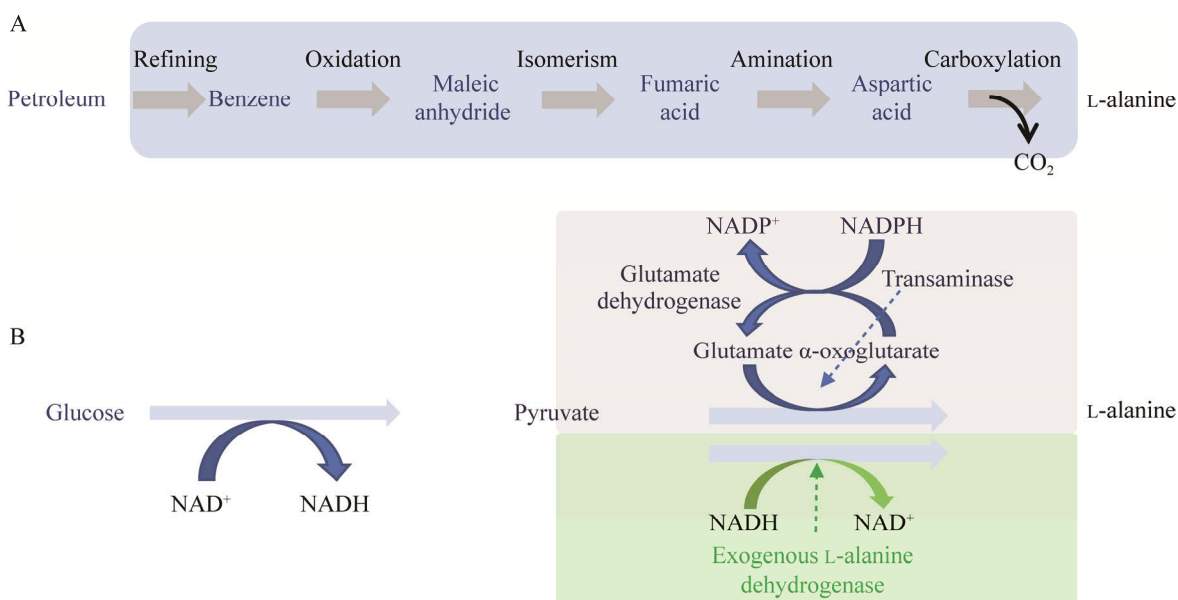 A
Refining
Oxidation
Isomerism
Amination
Carboxylation
Petroleum
Benzene
Maleic
anhydride
Fumaric
acid
Aspartic
acid
L-alanine
CO₂
B
NADP⁺
NADPH
Glutamate
dehydrogenase
Transaminase
Glutamate α-oxoglutarate
Glucose
Pyruvate
L-alanine
NAD⁺
NADH
NADH
NAD⁺
Exogenous L-alanine
dehydrogenase